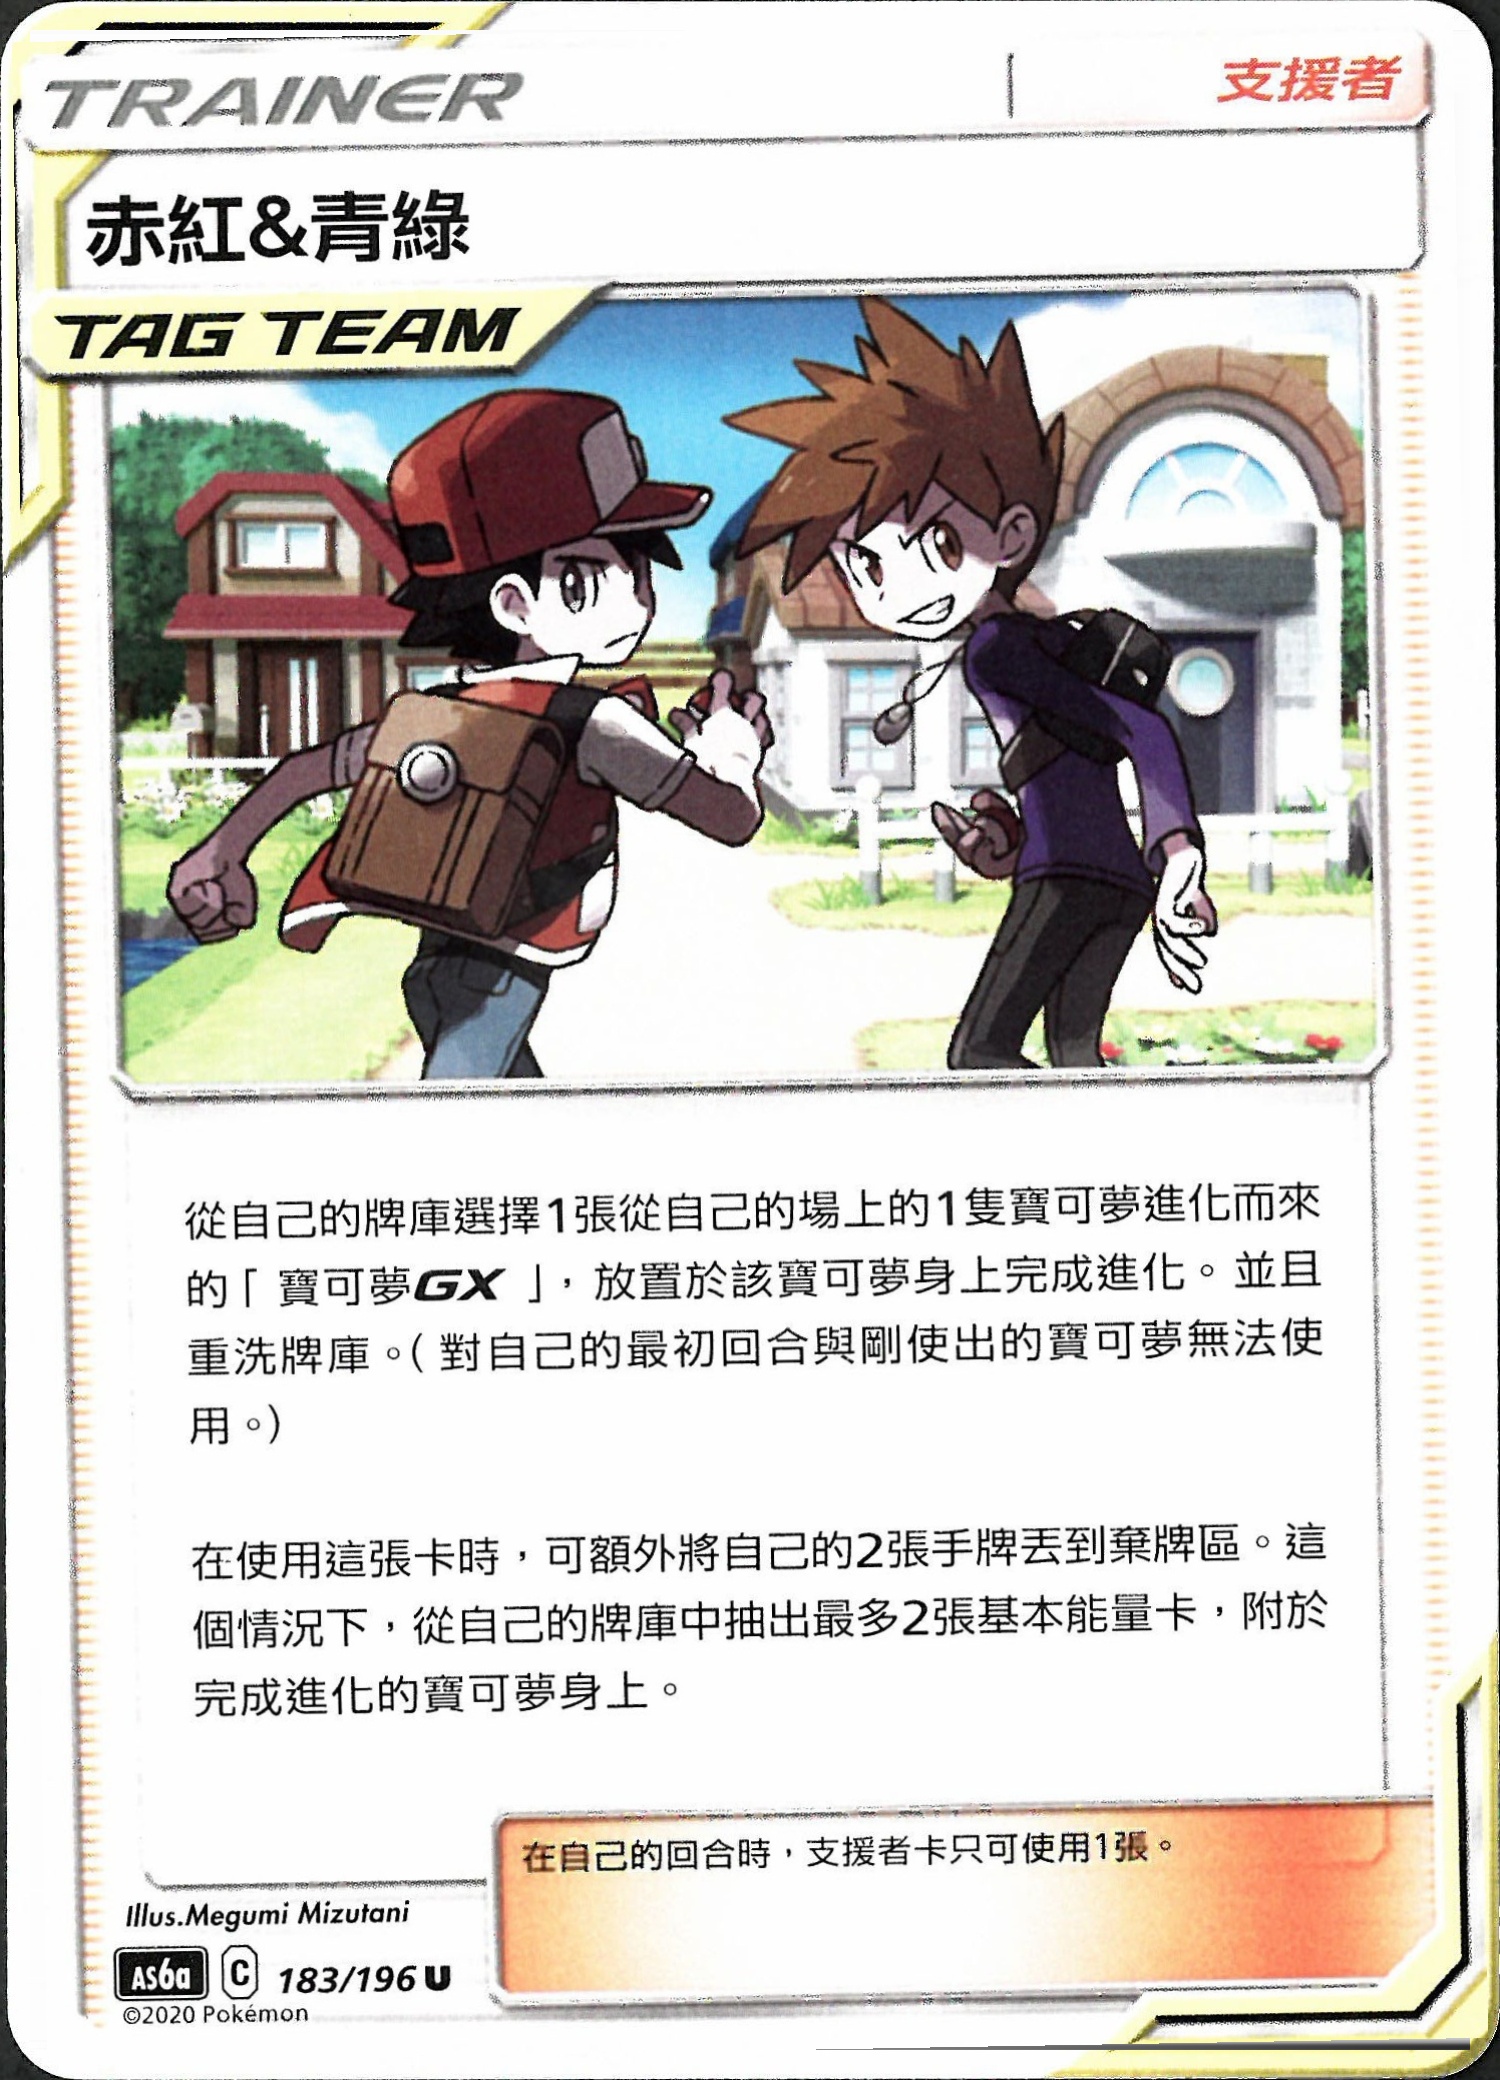 TRAINER
支援者
赤紅&青綠
TAG TEAM
從自己的牌庫選擇1張從自己的場上的1隻寶可夢進化而來
的「寶可夢GX」，放置於該寶可夢身上完成進化。並且
重洗牌庫。(對自己的最初回合與剛使出的寶可夢無法使
用。)
在使用這張卡時，可額外將自己的2張手牌丟到棄牌區。這
個情況下，從自己的牌庫中抽出最多2張基本能量卡，附於
完成進化的寶可夢身上。
在自己的回合時，支援者卡只可使用1張。
Illus.Megumi Mizutani
AS6a C 183/196 U
©2020 Pokémon